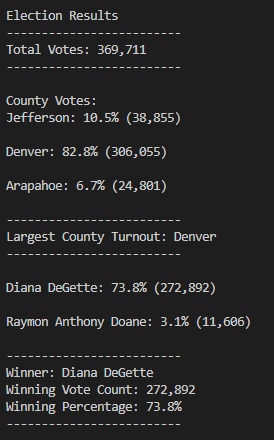 Election Results
-------------------------
Total Votes: 369,711
-------------------------
County Votes:
Jefferson: 10.5% (38,855)
Denver: 82.8% (306,055)
Arapahoe: 6.7% (24,801)
-------------------------
Largest County Turnout: Denver
-------------------------
Diana DeGette: 73.8% (272,892)
Raymon Anthony Doane: 3.1% (11,606)
-------------------------
Winner: Diana DeGette
Winning Vote Count: 272,892
Winning Percentage: 73.8%
-------------------------